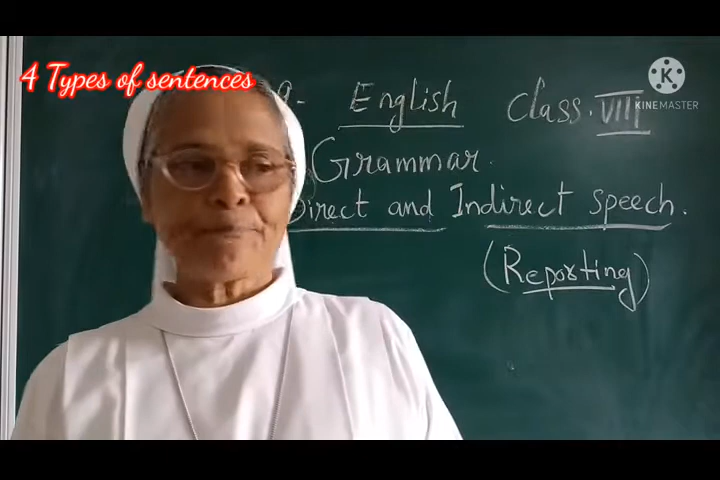 4 Types of sentences
English Class. VIII
KINEMASTER
Grammar.
Direct and Indirect speech.
(Reporting)